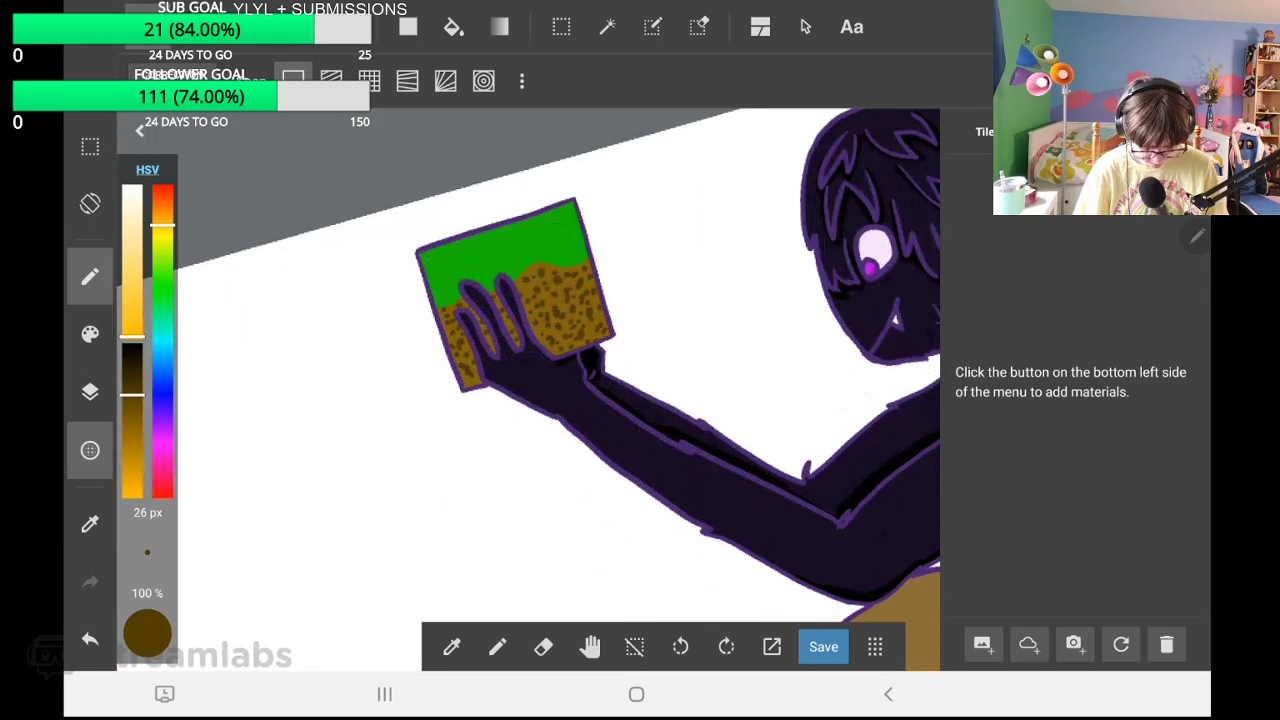 SUB GOAL
YLYL + SUBMISSIONS
21 (84.00%)
0
24 DAYS TO GO
25
FOLLOWER GOAL
111 (74.00%)
0
24 DAYS TO GO
150
Aa
HSV
26 px
100 %
Tile
Click the button on the bottom left side
of the menu to add materials.
Save
streamlabs